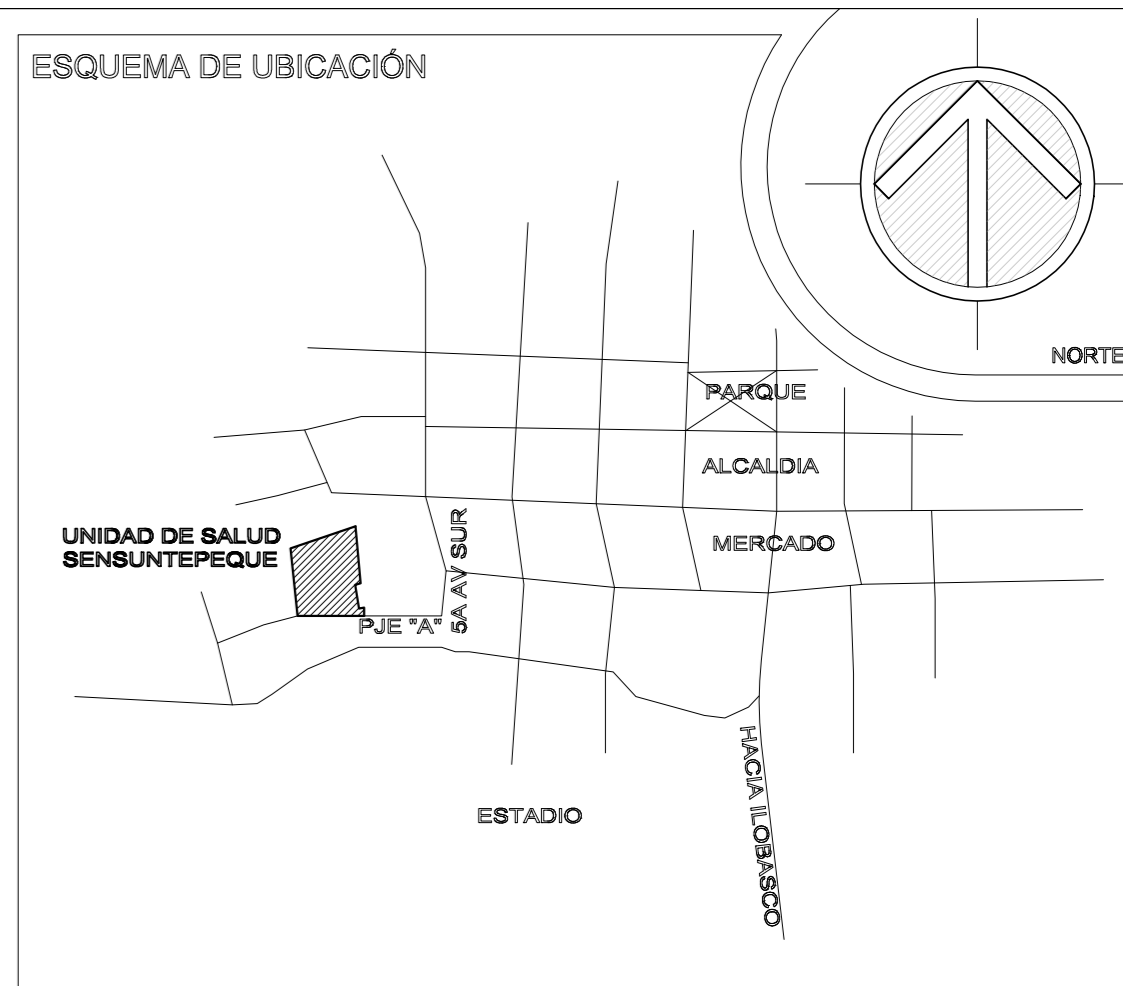 ESQUEMA DE UBICACIÓN
NORTE
PARQUE
ALCALDIA
UNIDAD DE SALUD
SENSUNTEPEQUE
MERCADO
5A AV SUR
PJE "A"
HACIA ILOBASCO
ESTADIO